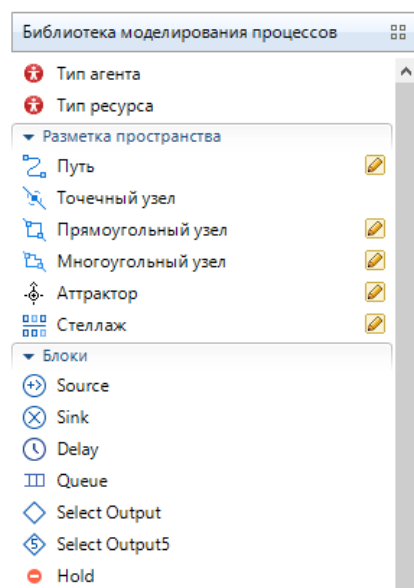 Библиотека моделирования процессов
Тип агента
Тип ресурса
Разметка пространства
Путь
Точечный узел
Прямоугольный узел
Многоугольный узел
Аттрактор
Стеллаж
Блоки
Source
Sink
Delay
Queue
Select Output
Select Output5
Hold